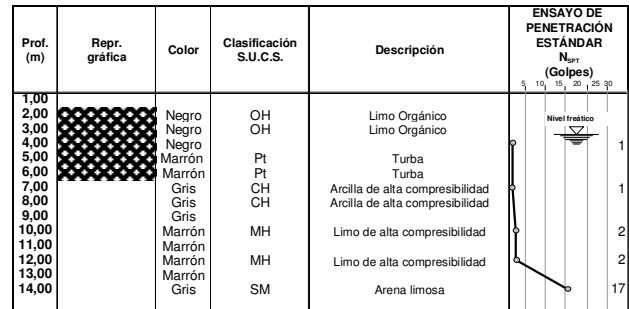 Prof. (m) Repr. gráfica Color Clasificación S.U.C.S. Descripción ENSAYO DE PENETRACIÓN ESTÁNDAR N SPT (Golpes)
5 10 15 20 25 30
1,00
2,00 Negro OH Limo Orgánico Nivel freático
3,00 Negro OH Limo Orgánico
4,00 Negro 1
5,00 Marrón Pt Turba
6,00 Marrón Pt Turba
7,00 Gris CH Arcilla de alta compresibilidad 1
8,00 Gris CH Arcilla de alta compresibilidad
9,00 Gris
10,00 Marrón MH Limo de alta compresibilidad 2
11,00 Marrón
12,00 Marrón MH Limo de alta compresibilidad 2
13,00 Marrón
14,00 Gris SM Arena limosa 17